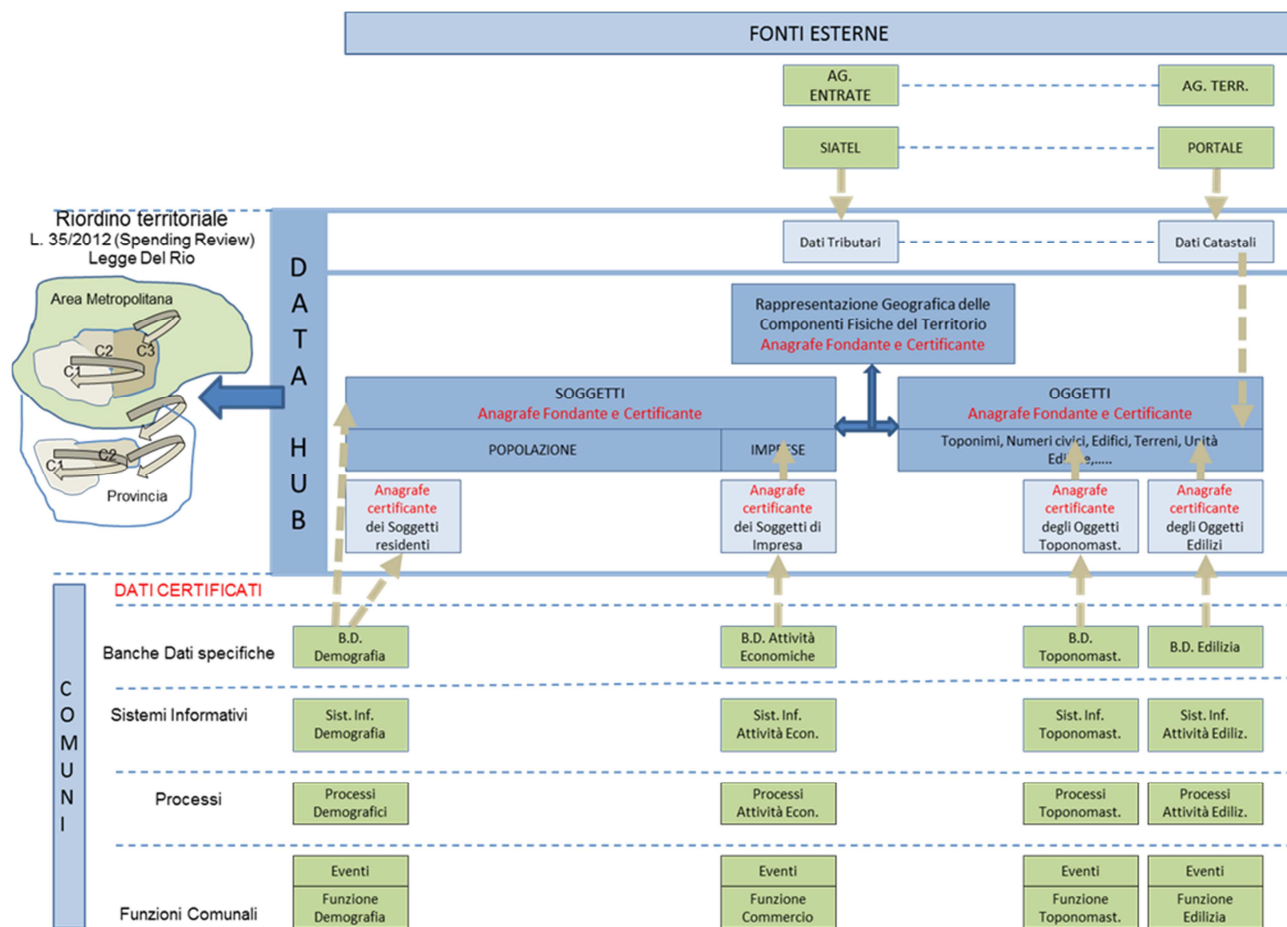 FONTI ESTERNE
AG.
ENTRATE
AG. TERR.
SIATEL
PORTALE
Riordino territoriale
L. 35/2012 (Spending Review)
Legge Del Rio
Area Metropolitana
C1
C2
C3
C1
C2
Provincia
DATA HUB
Dati Tributari
Dati Catastali
Rappresentazione Geografica delle
Componenti Fisiche del Territorio
Anagrafe Fondante e Certificante
SOGGETTI
Anagrafe Fondante e Certificante
POPOLAZIONE
IMPRESE
OGGETTI
Anagrafe Fondante e Certificante
Toponimi, Numeri civici, Edifici, Terreni, Unità
Edilizie,.....
Anagrafe
certificante
dei Soggetti
residenti
Anagrafe
certificante
dei Soggetti di
Impresa
Anagrafe
certificante
degli Oggetti
Toponomast.
Anagrafe
certificante
degli Oggetti
Edilizi
COMUNI
DATI CERTIFICATI
Banche Dati specifiche
B.D.
Demografia
B.D. Attività
Economiche
B.D.
Toponomast.
B.D. Edilizia
Sistemi Informativi
Sist. Inf.
Demografia
Sist. Inf.
Attività Econ.
Sist. Inf.
Toponomast.
Sist. Inf.
Attività Ediliz.
Processi
Processi
Demografici
Processi
Attività Econ.
Processi
Toponomast.
Processi
Attività Ediliz.
Funzioni Comunali
Eventi
Funzione
Demografia
Eventi
Funzione
Commercio
Eventi
Funzione
Toponomast.
Eventi
Funzione
Edilizia